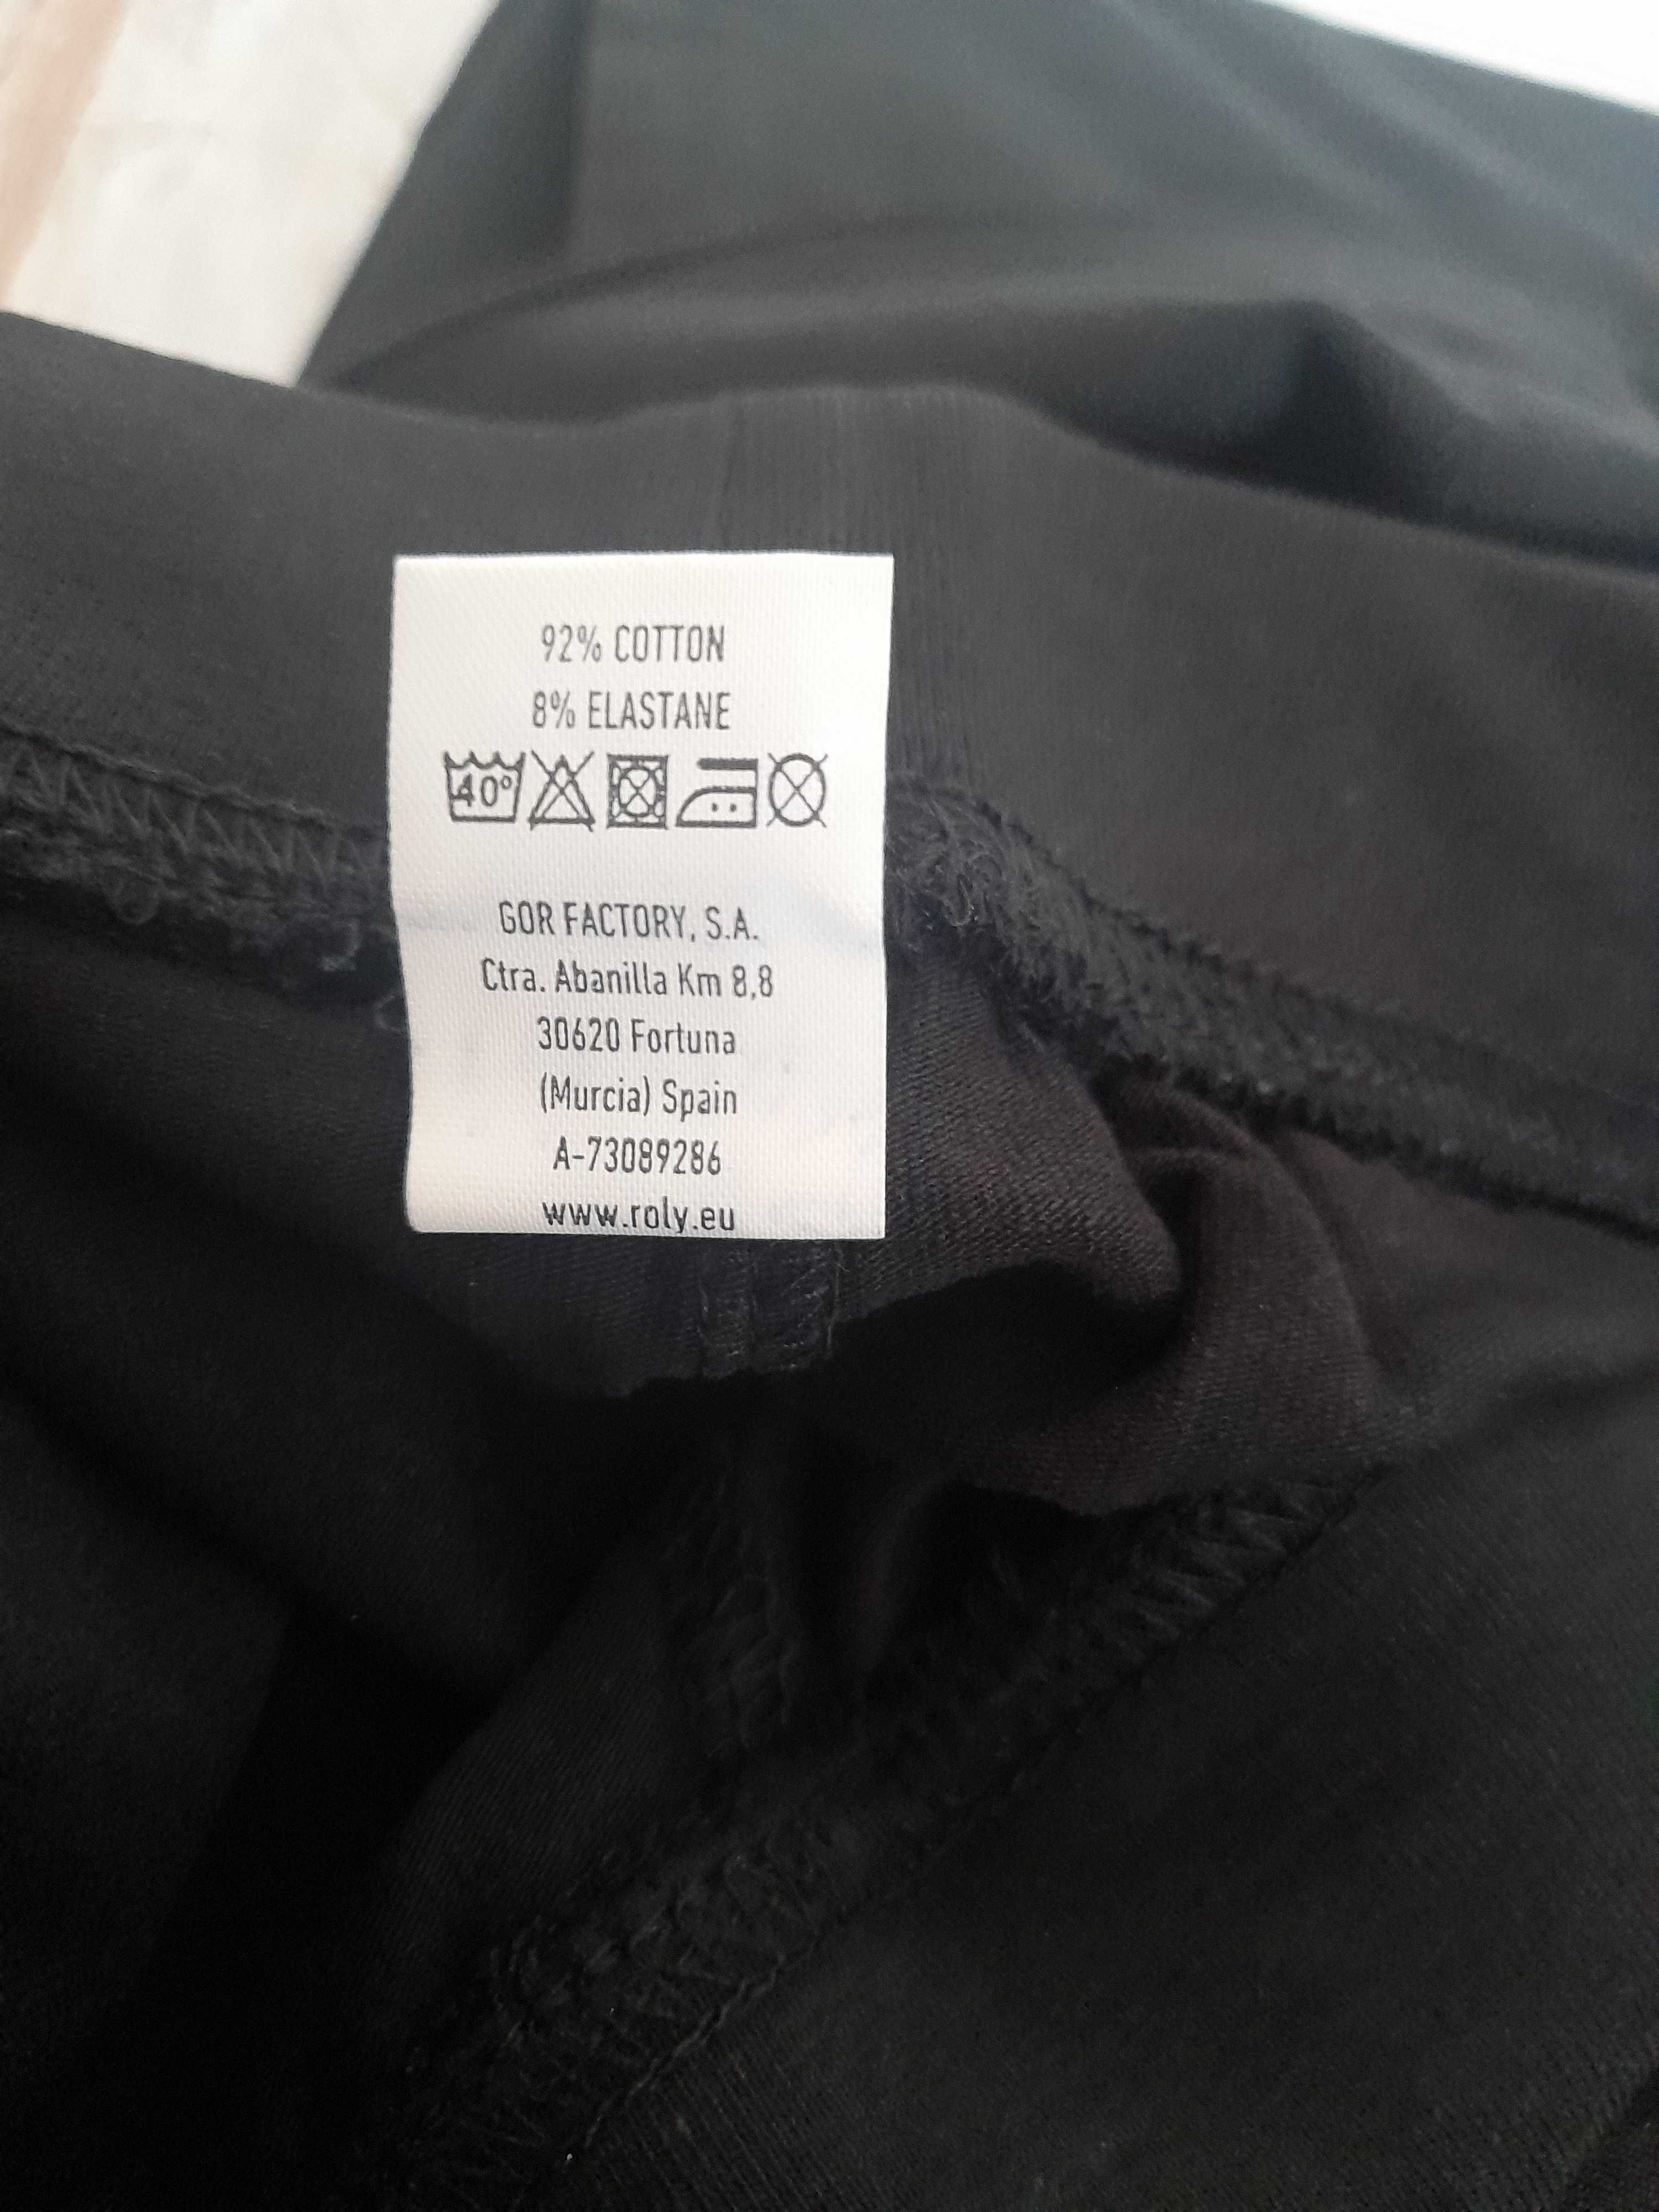 92% COTTON
8% ELASTANE
40°
GOR FACTORY, S.A.
Ctra. Abanilla Km 8,8
30620 Fortuna
(Murcia) Spain
A-73089286
www.roly.eu